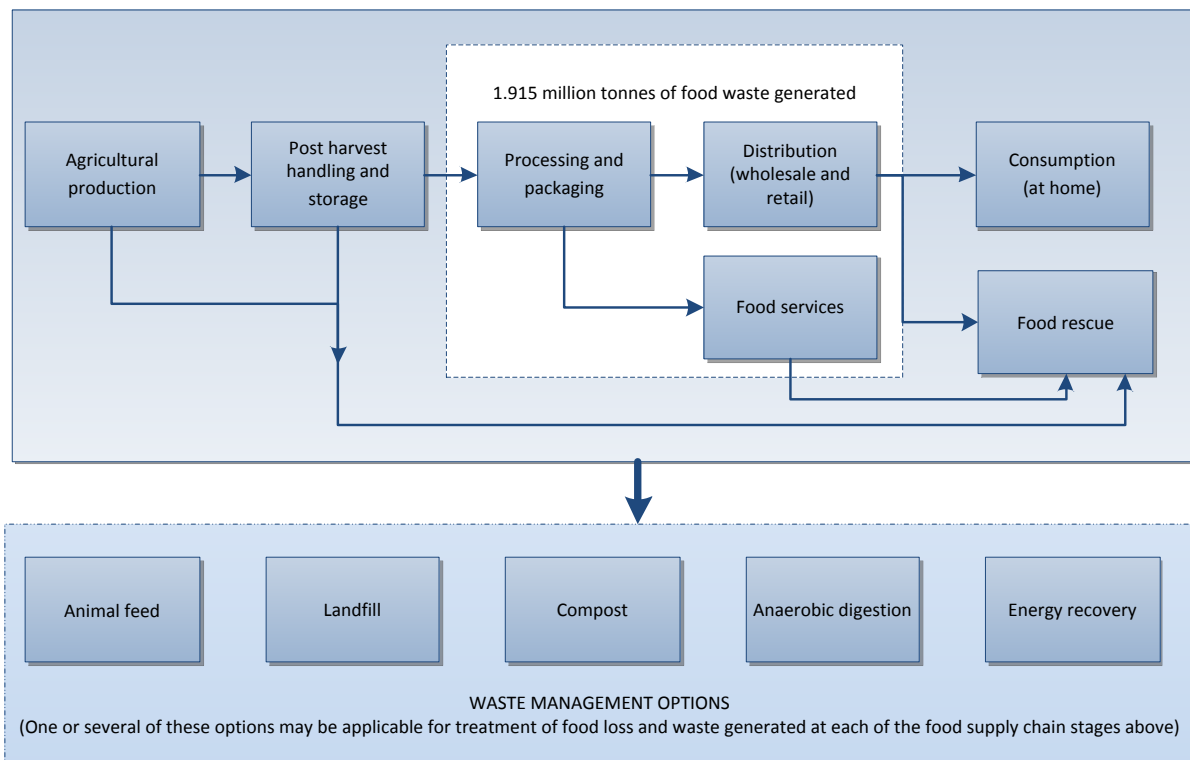 1.915 million tonnes of food waste generated
Agricultural
production
Post harvest
handling and
storage
Processing and
packaging
Distribution
(wholesale and
retail)
Consumption
(at home)
Food services
Food rescue
Animal feed
Landfill
Compost
Anaerobic digestion
Energy recovery
WASTE MANAGEMENT OPTIONS
(One or several of these options may be applicable for treatment of food loss and waste generated at each of the food supply chain stages above)